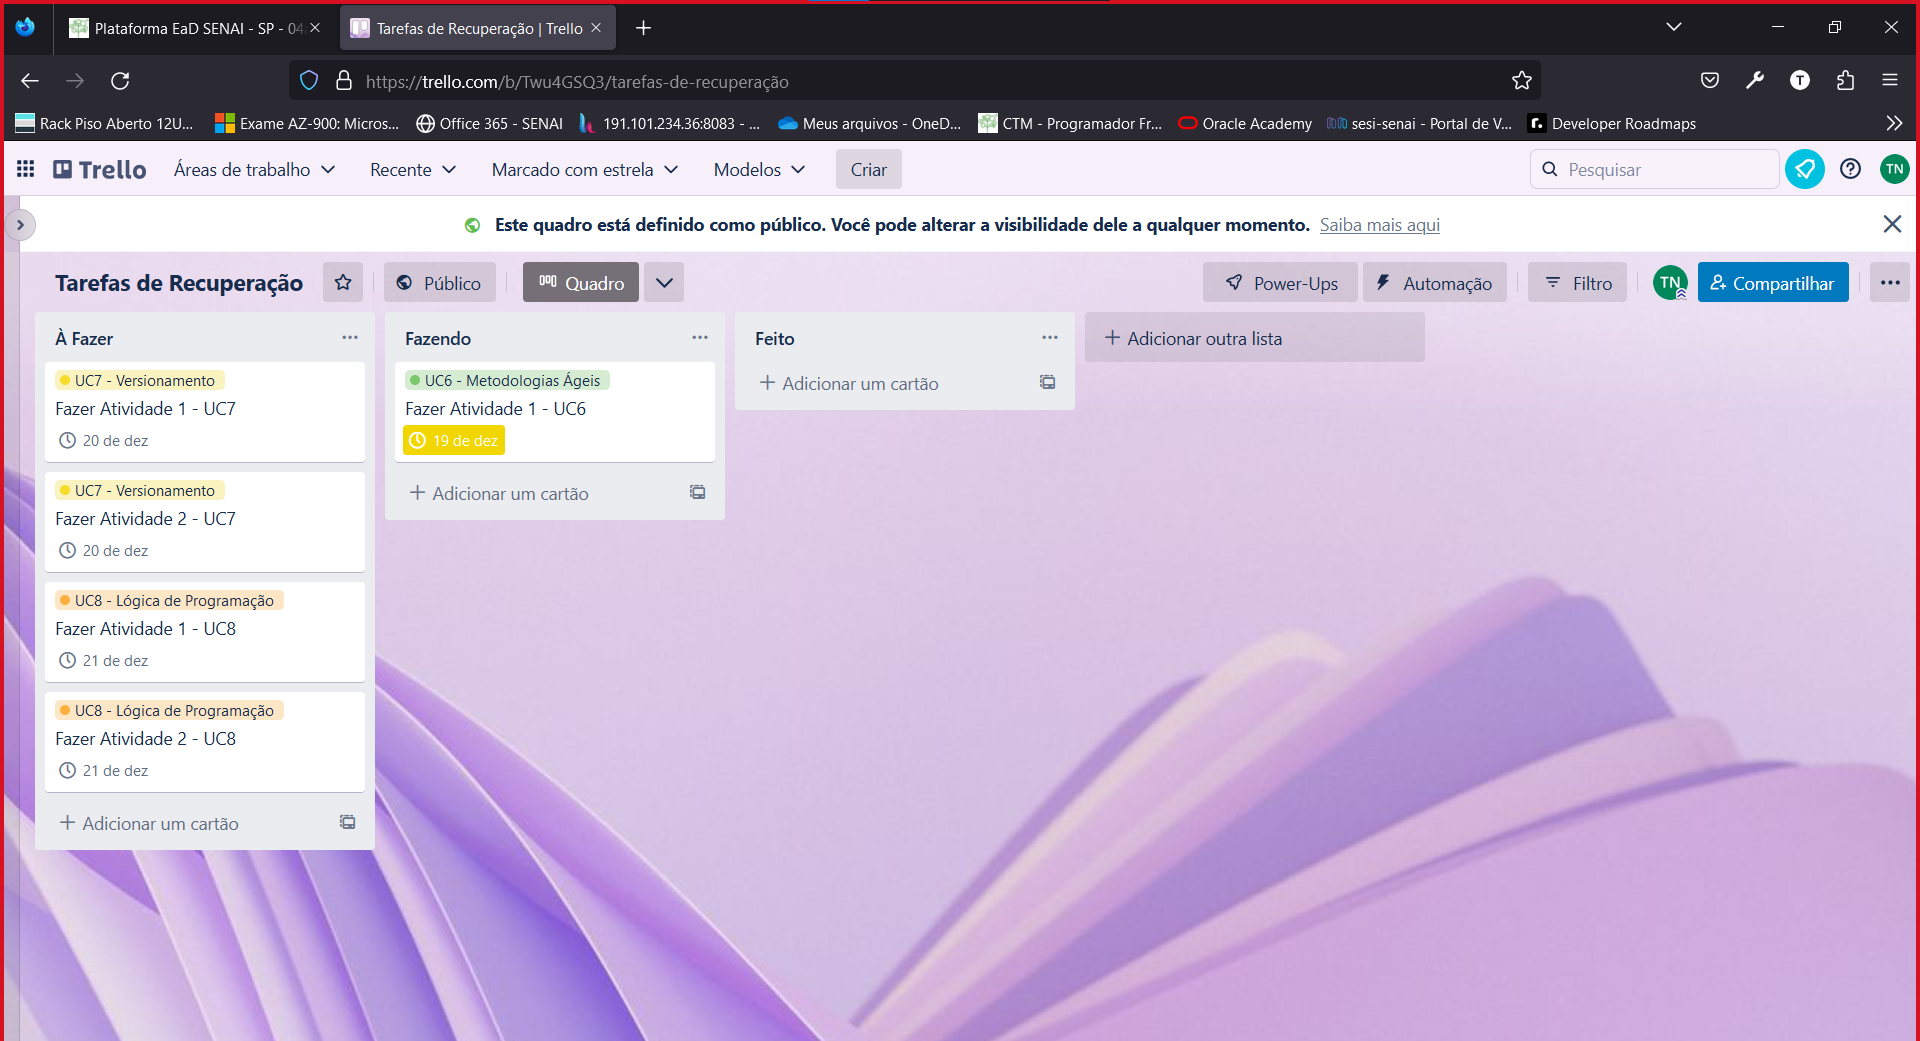 Plataforma EaD SENAI - SP - 04
Tarefas de Recuperação | Trello
https://trello.com/b/Twu4GSQ3/tarefas-de-recuperação
T
Rack Piso Aberto 12U...
Exame AZ-900: Micros...
Office 365 - SENAI
191.101.234.36:8083 - ...
Meus arquivos - OneD...
CTM - Programador Fr...
Oracle Academy
sesi-senai - Portal de V...
Developer Roadmaps
Trello
Áreas de trabalho
Recente
Marcado com estrela
Modelos
Criar
Pesquisar
TN
Este quadro está definido como público. Você pode alterar a visibilidade dele a qualquer momento. Saiba mais aqui
Tarefas de Recuperação
Público
Quadro
Power-Ups
Automação
Filtro
TN
Compartilhar
À Fazer
UC7 - Versionamento
Fazer Atividade 1 - UC7
20 de dez
UC7 - Versionamento
Fazer Atividade 2 - UC7
20 de dez
UC8 - Lógica de Programação
Fazer Atividade 1 - UC8
21 de dez
UC8 - Lógica de Programação
Fazer Atividade 2 - UC8
21 de dez
Adicionar um cartão
Fazendo
UC6 - Metodologias Ágeis
Fazer Atividade 1 - UC6
19 de dez
Adicionar um cartão
Feito
Adicionar um cartão
Adicionar outra lista